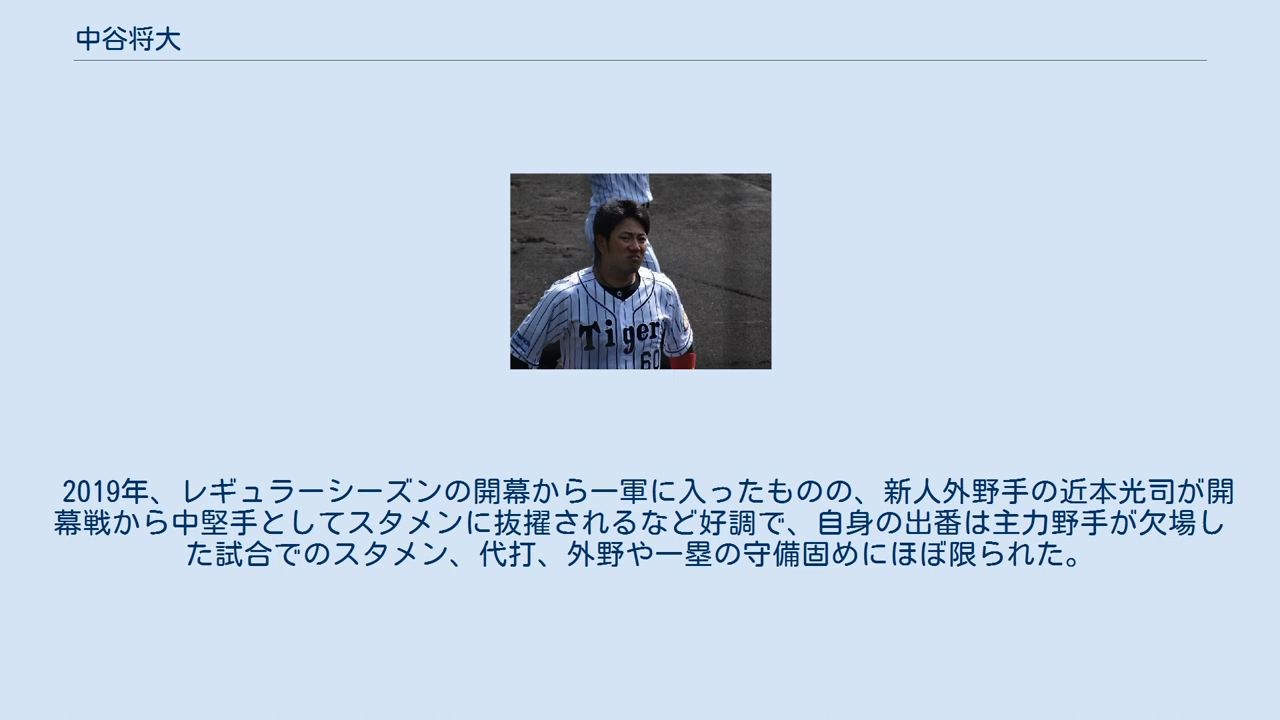 中谷将大
Tiger
60
2019年、レギュラーシーズンの開幕から一軍に入ったものの、新人外野手の近本光司が開
幕戦から中堅手としてスタメンに抜擢されるなど好調で、自身の出番は主力野手が欠場し
た試合でのスタメン、代打、外野や一塁の守備固めにほぼ限られた。